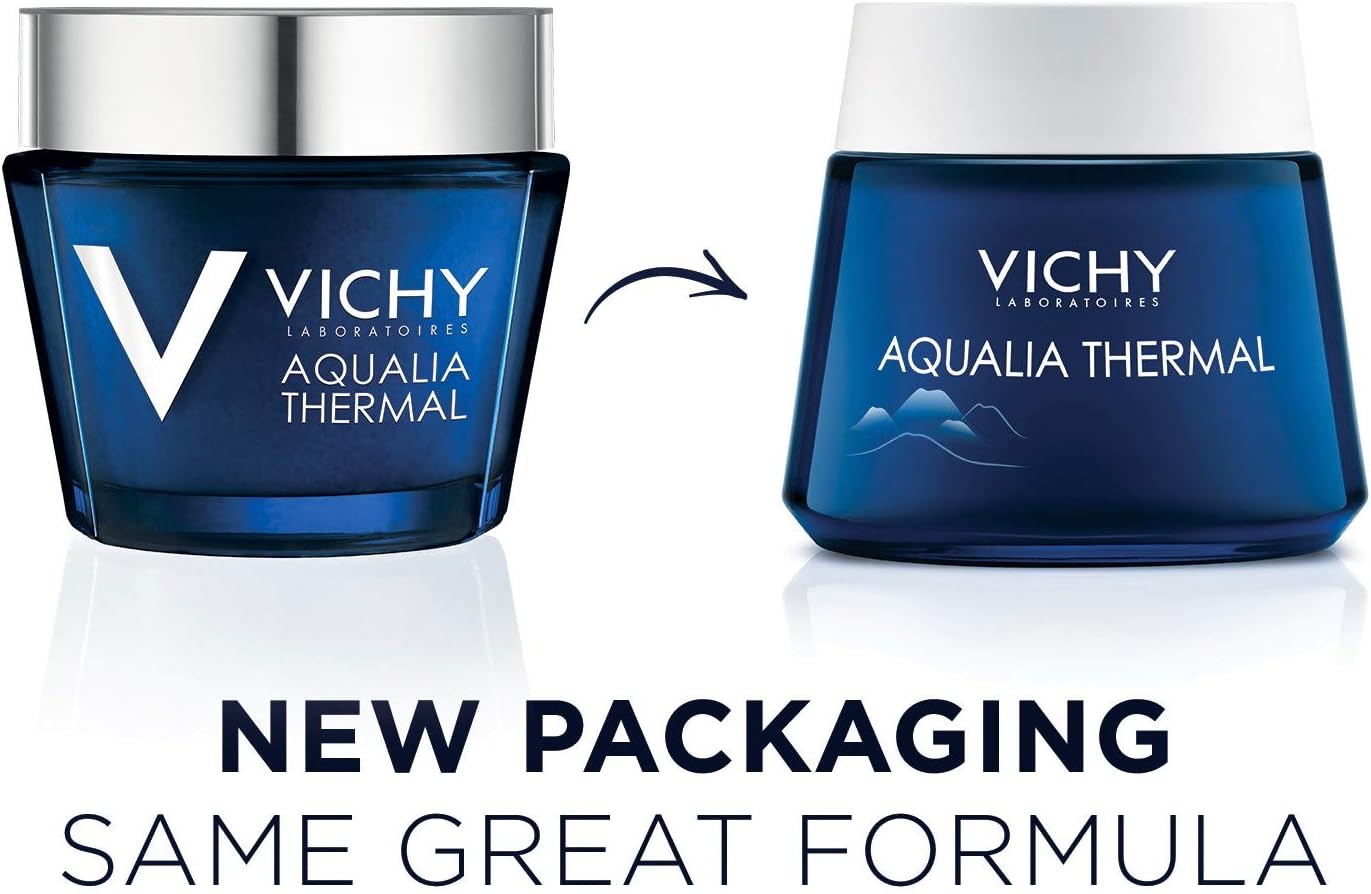 V
VICHY
LABORATOIRES
AQUALIA
THERMAL
VICHY
LABORATOIRES
AQUALIA THERMAL
NEW PACKAGING
SAME GREAT FORMULA